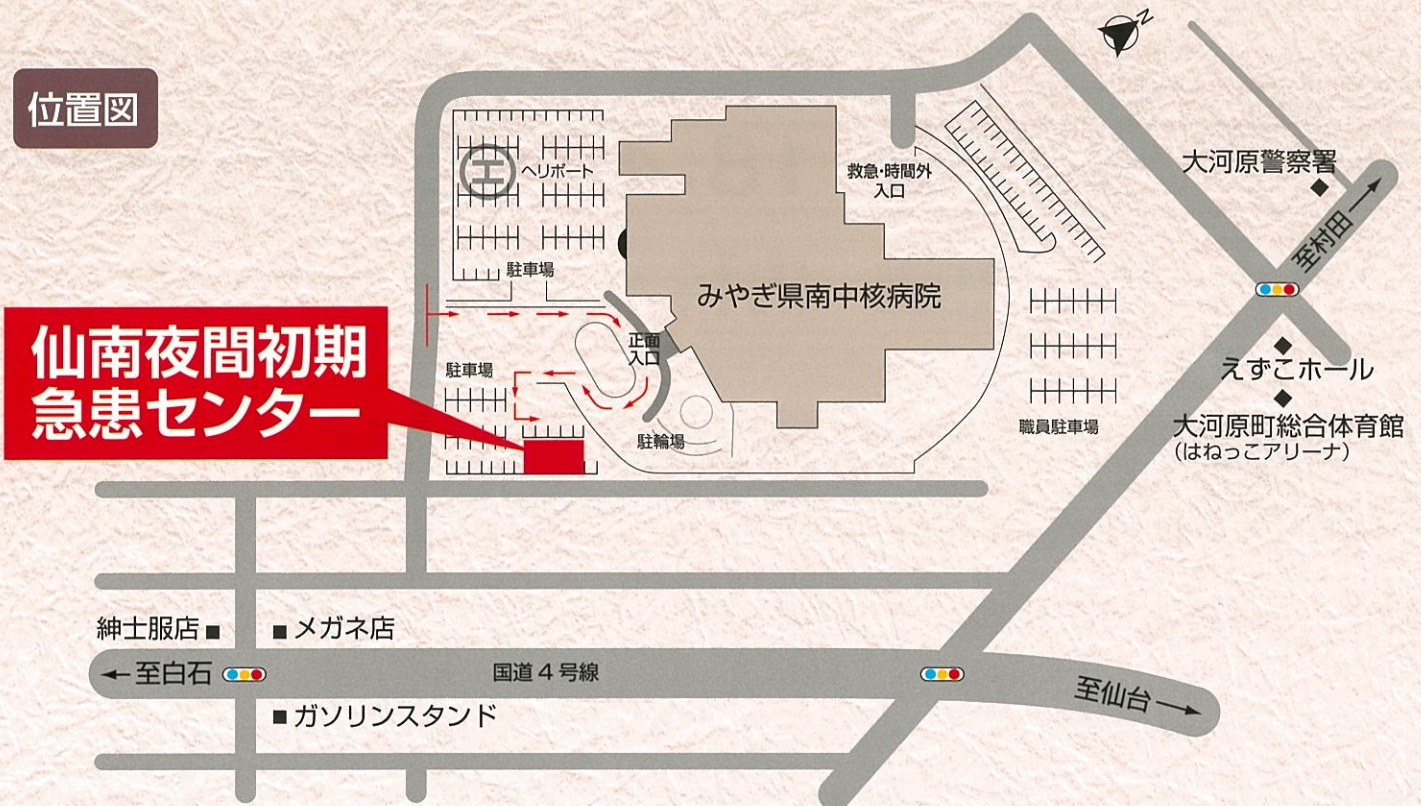 位置図
N
ヘリポート
救急・時間外
入口
大河原警察署
至村田→
駐車場
みやぎ県南中核病院
仙南夜間初期
急患センター
正面
入口
駐車場
駐輪場
職員駐車場
えずこホール
大河原町総合体育館
(はねっこアリーナ)
紳士服店
メガネ店
←至白石
国道4号線
至仙台→
ガソリンスタンド